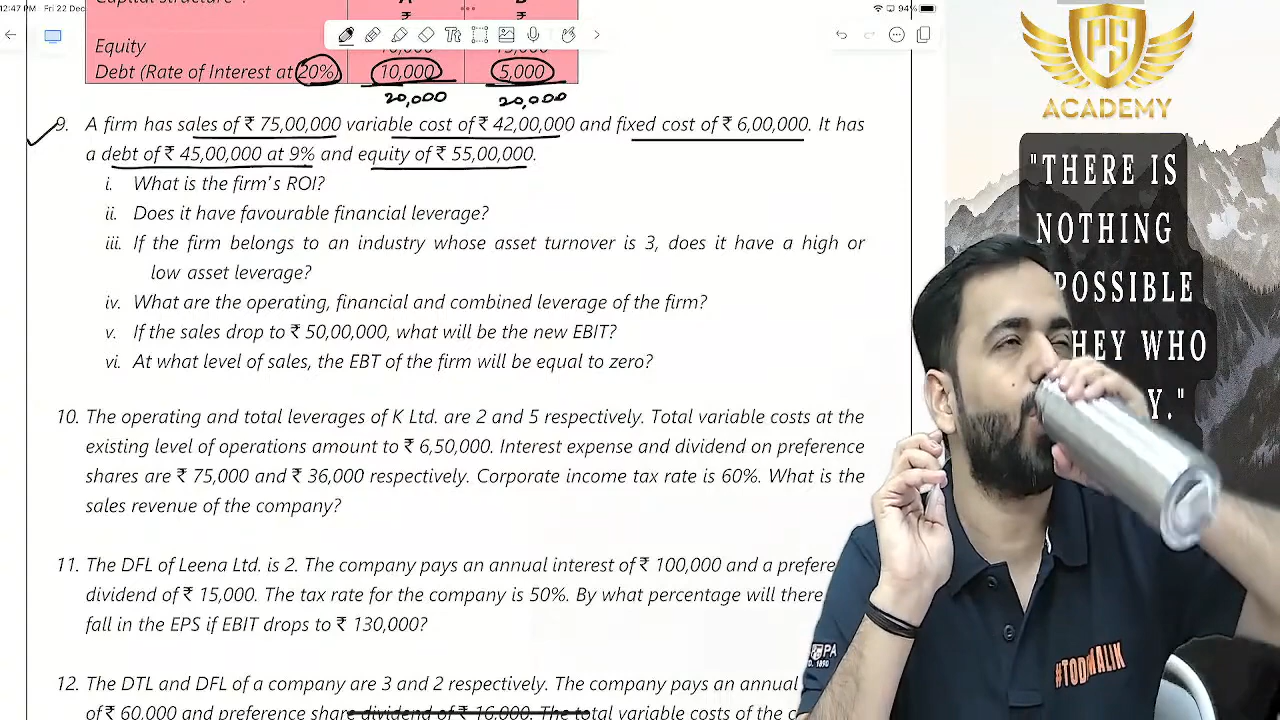 12:47 PM Fri 22 Dec
94%
₹ ₹
Equity
Debt (Rate of Interest at 20%) 10,000 5,000
20,000 20,000
9. A firm has sales of ₹ 75,00,000 variable cost of ₹ 42,00,000 and fixed cost of ₹ 6,00,000. It has
a debt of ₹ 45,00,000 at 9% and equity of ₹ 55,00,000.
i. What is the firm's ROI?
ii. Does it have favourable financial leverage?
iii. If the firm belongs to an industry whose asset turnover is 3, does it have a high or
low asset leverage?
iv. What are the operating, financial and combined leverage of the firm?
v. If the sales drop to ₹ 50,00,000, what will be the new EBIT?
vi. At what level of sales, the EBT of the firm will be equal to zero?
10. The operating and total leverages of K Ltd. are 2 and 5 respectively. Total variable costs at the
existing level of operations amount to ₹ 6,50,000. Interest expense and dividend on preference
shares are ₹ 75,000 and ₹ 36,000 respectively. Corporate income tax rate is 60%. What is the
sales revenue of the company?
11. The DFL of Leena Ltd. is 2. The company pays an annual interest of ₹ 100,000 and a prefere
dividend of ₹ 15,000. The tax rate for the company is 50%. By what percentage will there
fall in the EPS if EBIT drops to ₹ 130,000?
12. The DTL and DFL of a company are 3 and 2 respectively. The company pays an annual
of ₹ 60,000 and preference share dividend of ₹ 16,000. The total variable costs of the c
PS
ACADEMY
"THERE IS
NOTHING
POSSIBLE
HEY WHO
Y."
#TODMALIK